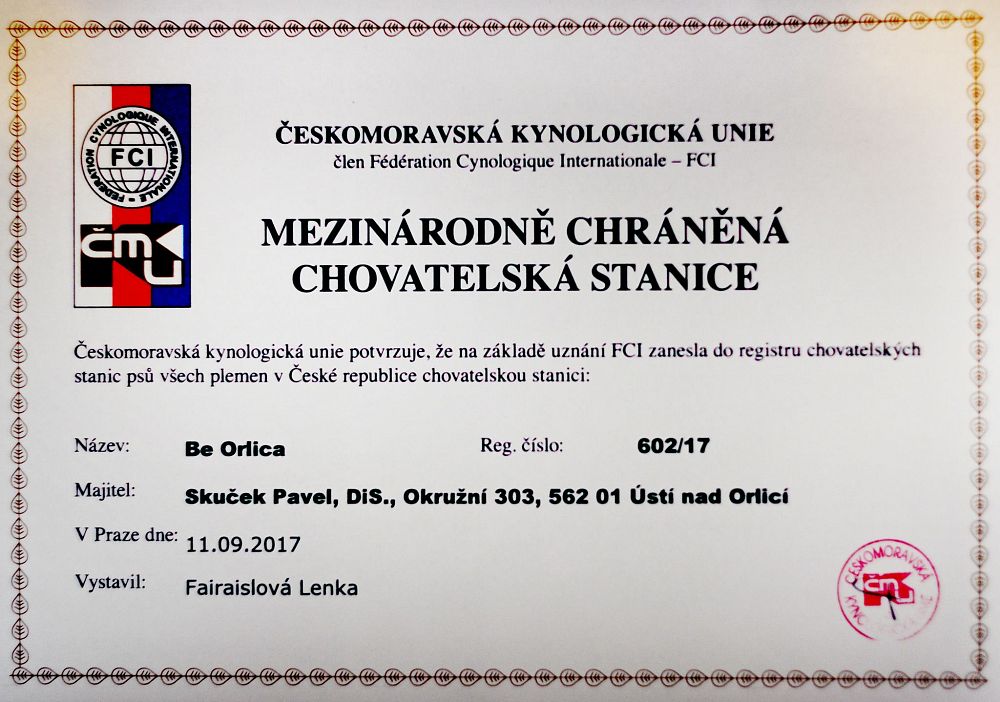 FEDERATION CYNOLOGIQUE INTERNATIONALE -
FCI
ČMKU
ČESKOMORAVSKÁ KYNOLOGICKÁ UNIE
člen Fédération Cynologique Internationale – FCI
MEZINÁRODNĚ CHRÁNĚNÁ
CHOVATELSKÁ STANICE
Českomoravská kynologická unie potvrzuje, že na základě uznání FCI zanesla do registru chovatelských
stanic psů všech plemen v České republice chovatelskou stanici:
Název: Be Orlica Reg. číslo: 602/17
Majitel: Skuček Pavel, DiS., Okružní 303, 562 01 Ústí nad Orlicí
V Praze dne: 11.09.2017
Vystavil: Fairaislová Lenka
ČESKOMORAVSKÁ
ČMKU